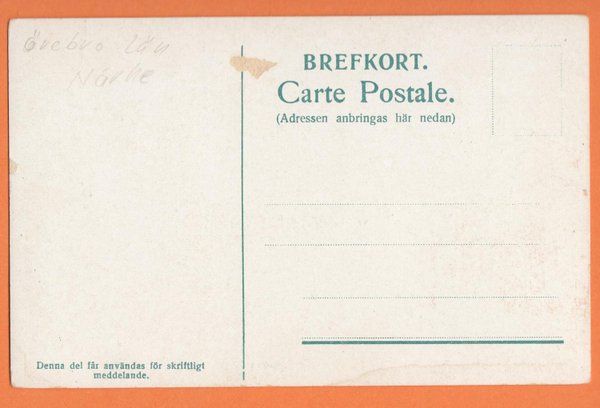 Örebro län
Närke
BREFKORT.
Carte Postale.
(Adressen anbringas här nedan)
Denna del får användas för skriftligt
meddelande.